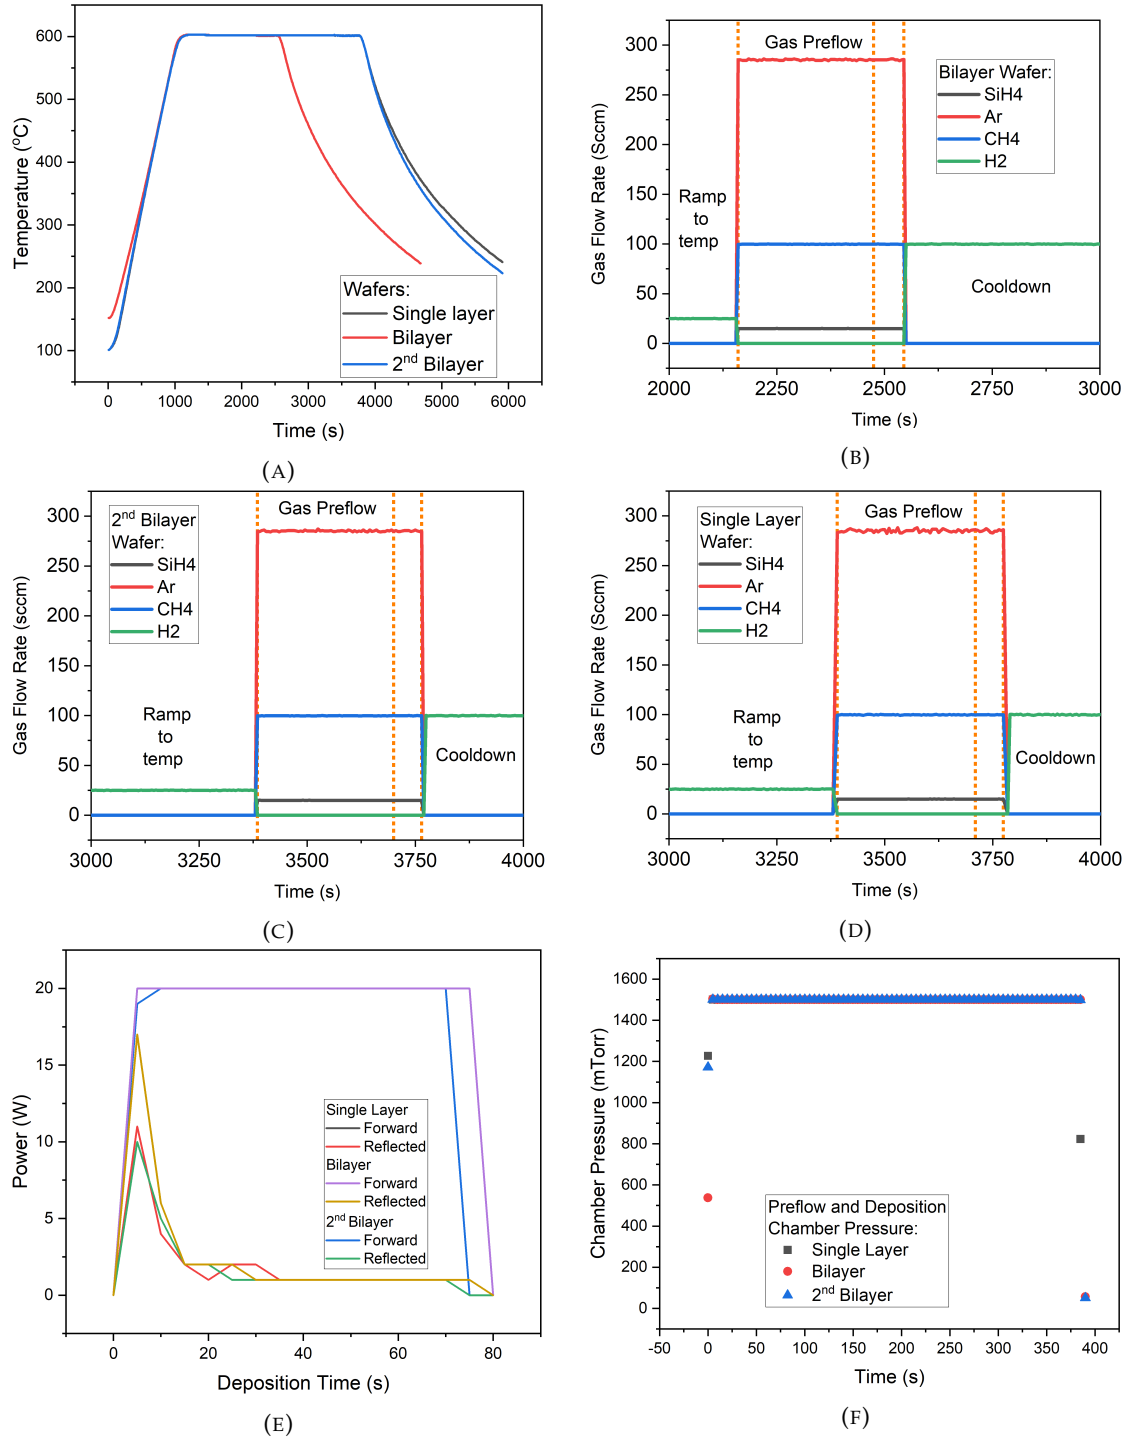 600
500
400
300
200
100
Temperature (°C)
0
1000
2000
3000
4000
5000
6000
Time (s)
Wafers:
Single layer
Bilayer
2nd Bilayer
(A)
300
250
200
150
100
50
0
Gas Flow Rate (Sccm)
Gas Preflow
Bilayer Wafer:
SiH4
Ar
CH4
H2
Ramp
to
temp
Cooldown
2000
2250
2500
2750
3000
Time (s)
(B)
300
250
200
150
100
50
0
Gas Flow Rate (sccm)
Gas Preflow
2nd Bilayer
Wafer:
SiH4
Ar
CH4
H2
Ramp
to
temp
Cooldown
3000
3250
3500
3750
4000
Time (s)
(C)
300
250
200
150
100
50
0
Gas Flow Rate (Sccm)
Gas Preflow
Single Layer
Wafer:
SiH4
Ar
CH4
H2
Ramp
to
temp
Cooldown
3000
3250
3500
3750
4000
Time (s)
(D)
20
15
10
5
0
Power (W)
Single Layer
Forward
Reflected
Bilayer
Forward
Reflected
2nd Bilayer
Forward
Reflected
0
20
40
60
80
Deposition Time (s)
(E)
1600
1400
1200
1000
800
600
400
200
0
Chamber Pressure (mTorr)
Preflow and Deposition
Chamber Pressure:
Single Layer
Bilayer
2nd Bilayer
-50
0
50
100
150
200
250
300
350
400
Time (s)
(F)